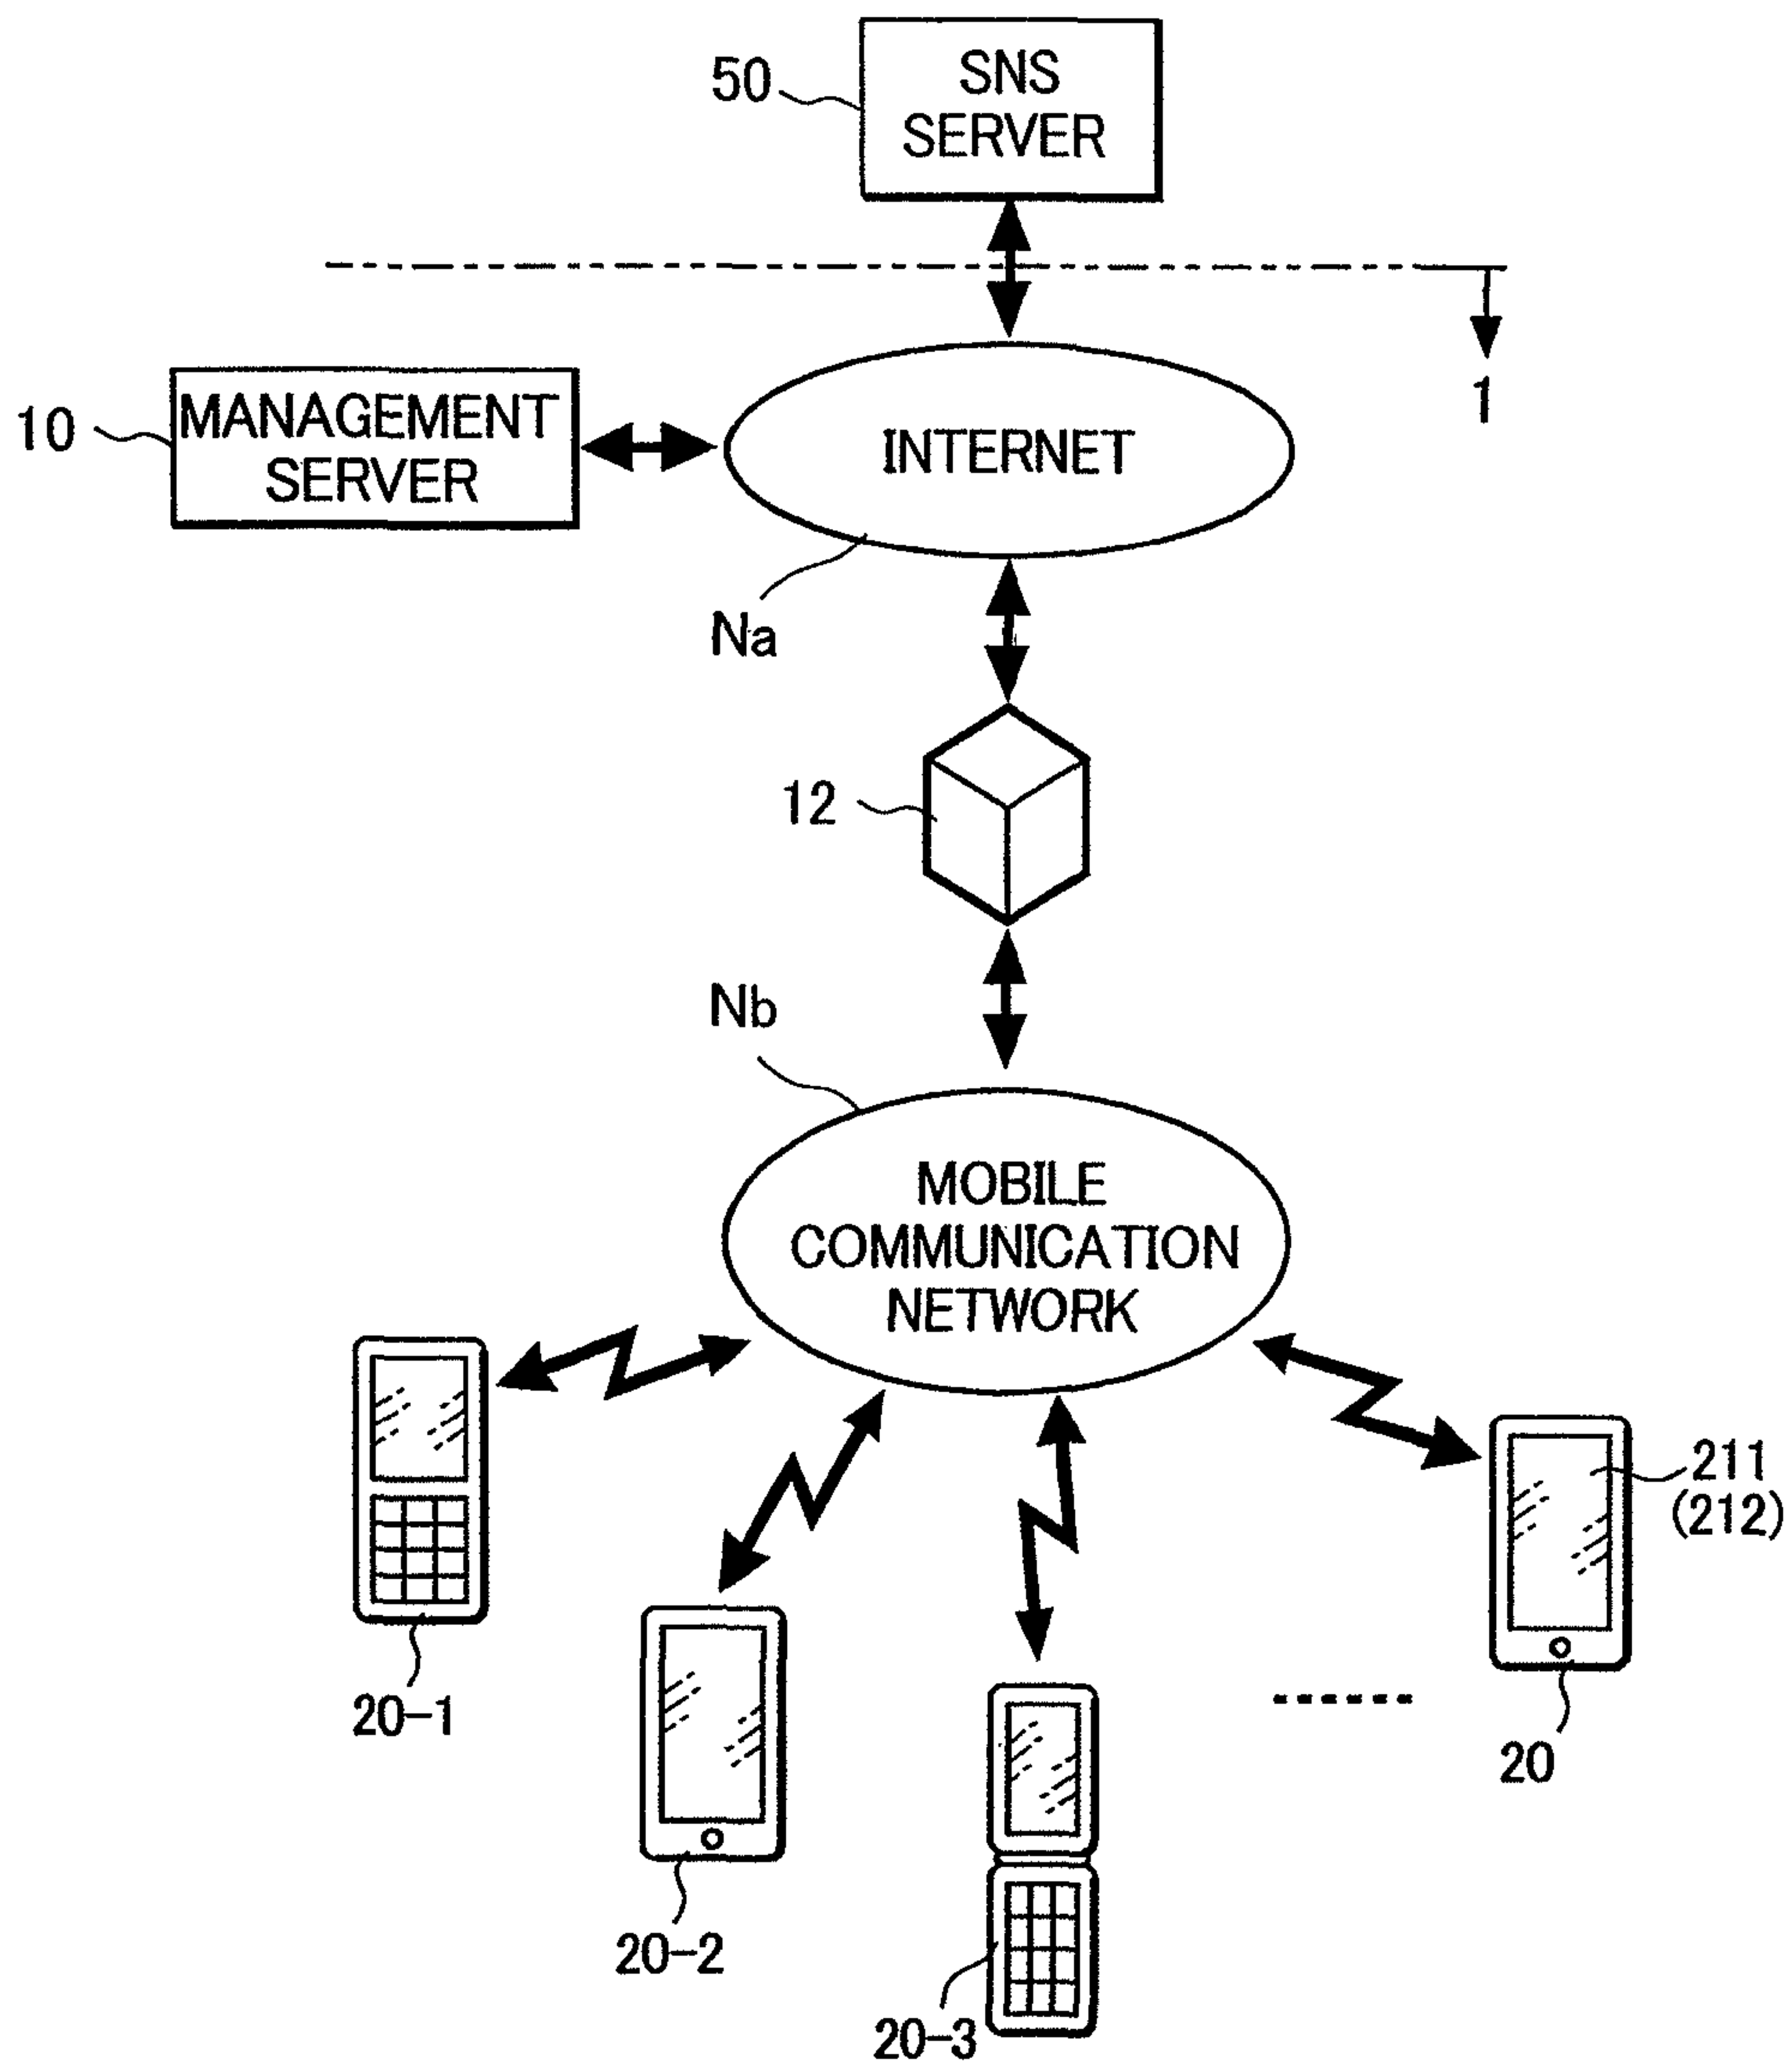 50
SNS
SERVER
1
10
MANAGEMENT
SERVER
INTERNET
Na
12
Nb
MOBILE
COMMUNICATION
NETWORK
211
(212)
20-1
20
20-2
20-3